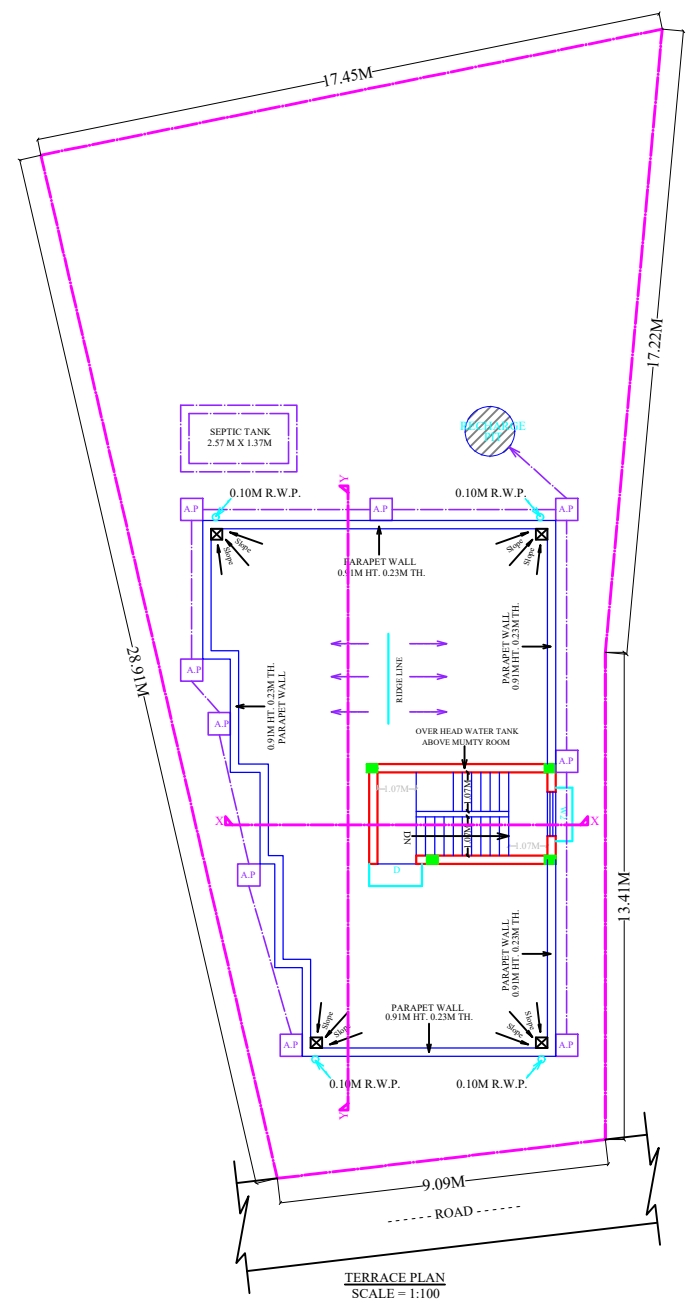 17.45M
17.22M
SEPTIC TANK
2.57 M X 1.37M
RECHARGE
PIT
Y
0.10M R.W.P.
0.10M R.W.P.
A.P
A.P
A.P
Slope
Slope
Slope
Slope
PARAPET WALL
0.91M HT. 0.23M TH.
PARAPET WALL
0.91M HT. 0.23M TH.
28.91M
A.P
RIDGE LINE
0.91M HT. 0.23M TH.
PARAPET WALL
A.P
OVER HEAD WATER TANK
ABOVE MUMTY ROOM
A.P
1.07M
1.07M
X
X
DN
1.07M
1.07M
D
A.P
13.41M
PARAPET WALL
0.91M HT. 0.23M TH.
PARAPET WALL
0.91M HT. 0.23M TH.
Slope
Slope
Slope
Slope
A.P
A.P
0.10M R.W.P.
0.10M R.W.P.
Y
9.09M
------ ROAD ------
TERRACE PLAN
SCALE = 1:100